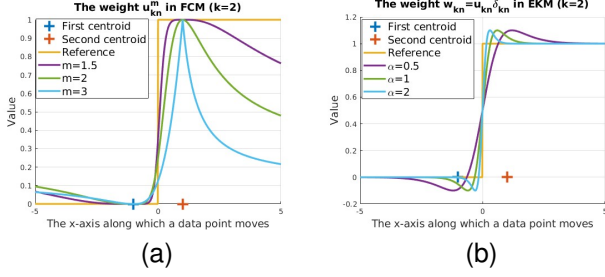 The weight u^m_kn in FCM (k=2)
First centroid
Second centroid
Reference
m=1.5
m=2
m=3
Value
1
0.9
0.8
0.7
0.6
0.5
0.4
0.3
0.2
0.1
0
-5
0
5
The x-axis along which a data point moves
(a)
The weight w_kn=u_knδ_kn in EKM (k=2)
First centroid
Second centroid
Reference
α=0.5
α=1
α=2
Value
1.2
1
0.8
0.6
0.4
0.2
0
-0.2
-5
0
5
The x-axis along which a data point moves
(b)